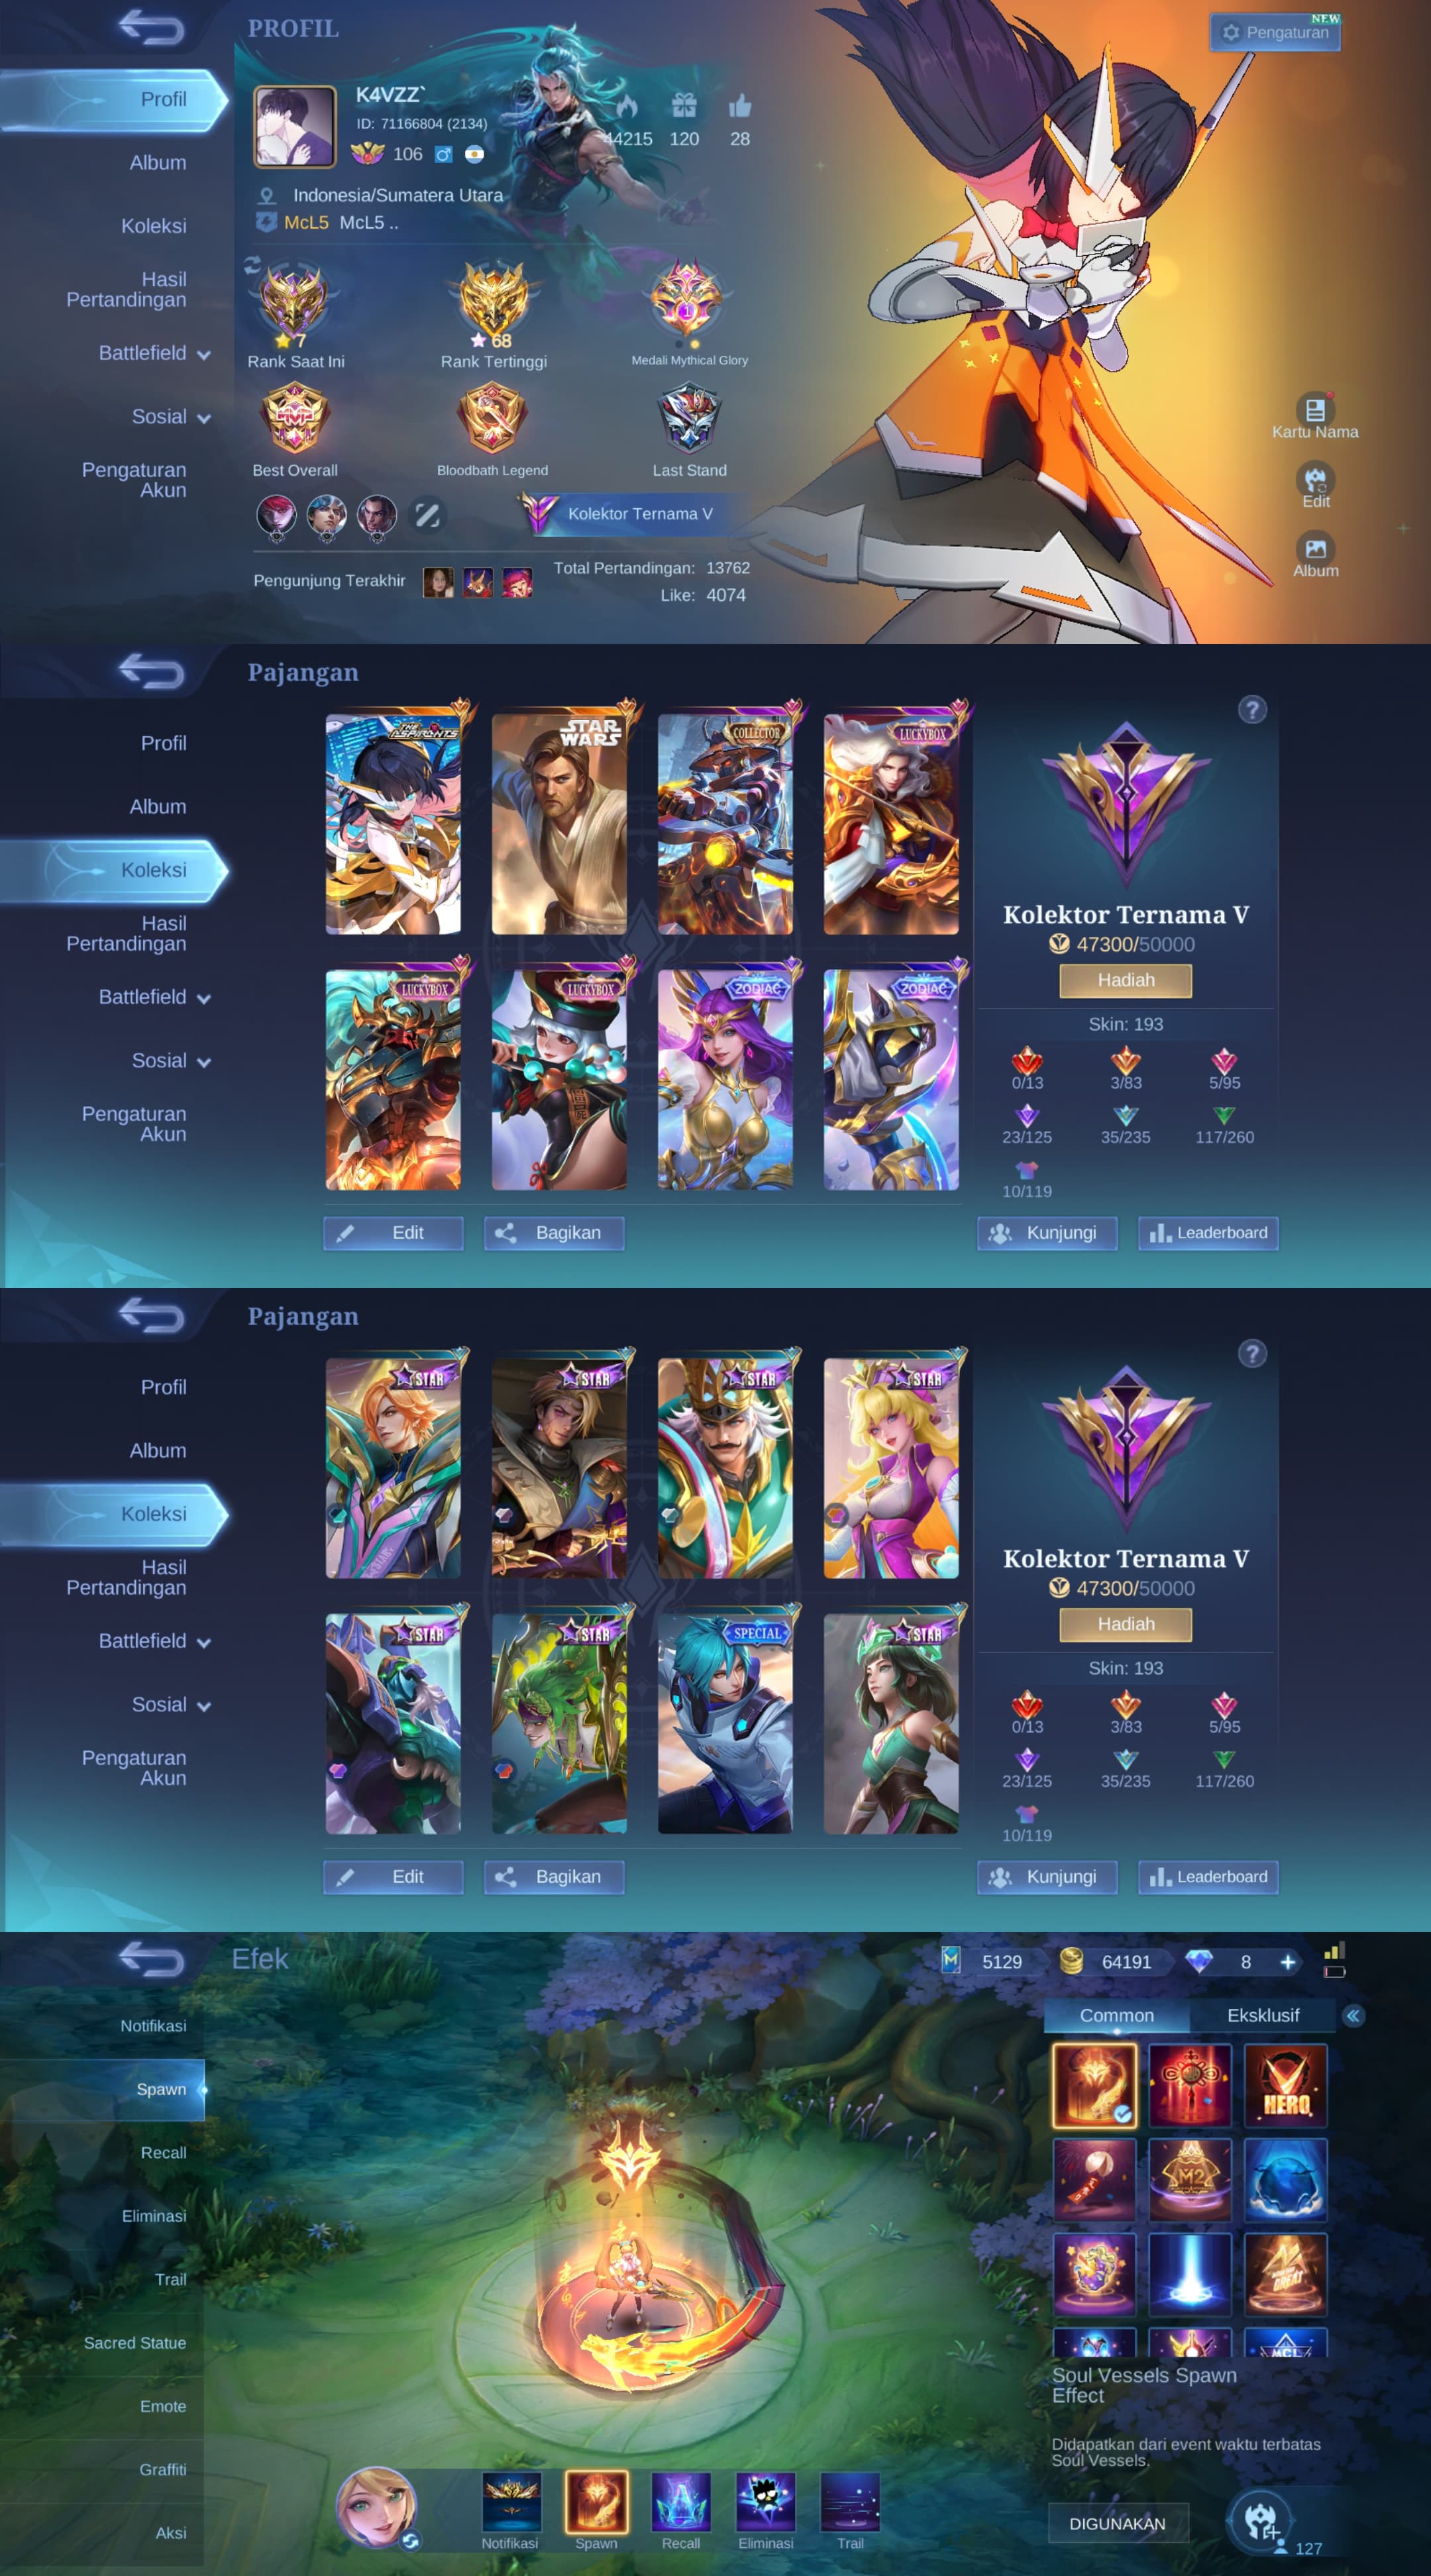 PROFIL
NEW
Pengaturan
Profil
Album
Koleksi
Hasil
Pertandingan
Battlefield
Sosial
Pengaturan
Akun
K4VZZ`
ID: 71166804 (2134)
106
44215 120 28
Indonesia/Sumatera Utara
McL5 McL5 ..
7
68
1
Rank Saat Ini
Rank Tertinggi
Medali Mythical Glory
Best Overall
Bloodbath Legend
Last Stand
Kolektor Ternama V
Pengunjung Terakhir
Total Pertandingan: 13762
Like: 4074
Kartu Nama
Edit
Album
Pajangan
Profil
Album
Koleksi
Hasil
Pertandingan
Battlefield
Sosial
Pengaturan
Akun
THE ASPIRANTS
STAR WARS
COLLECTOR
LUCKYBOX
LUCKYBOX
LUCKYBOX
ZODIAC
ZODIAC
?
Kolektor Ternama V
47300/50000
Hadiah
Skin: 193
0/13 3/83 5/95
23/125 35/235 117/260
10/119
Edit
Bagikan
Kunjungi
Leaderboard
Pajangan
Profil
Album
Koleksi
Hasil
Pertandingan
Battlefield
Sosial
Pengaturan
Akun
STAR
STAR
STAR
STAR
STAR
STAR
SPECIAL
STAR
?
Kolektor Ternama V
47300/50000
Hadiah
Skin: 193
0/13 3/83 5/95
23/125 35/235 117/260
10/119
Edit
Bagikan
Kunjungi
Leaderboard
Efek
5129
64191
8
Notifikasi
Spawn
Recall
Eliminasi
Trail
Sacred Statue
Emote
Graffiti
Aksi
Common
Eksklusif
HERO
M2
MCL
Soul Vessels Spawn
Effect
Didapatkan dari event waktu terbatas
Soul Vessels.
DIGUNAKAN
127
Notifikasi
Spawn
Recall
Eliminasi
Trail